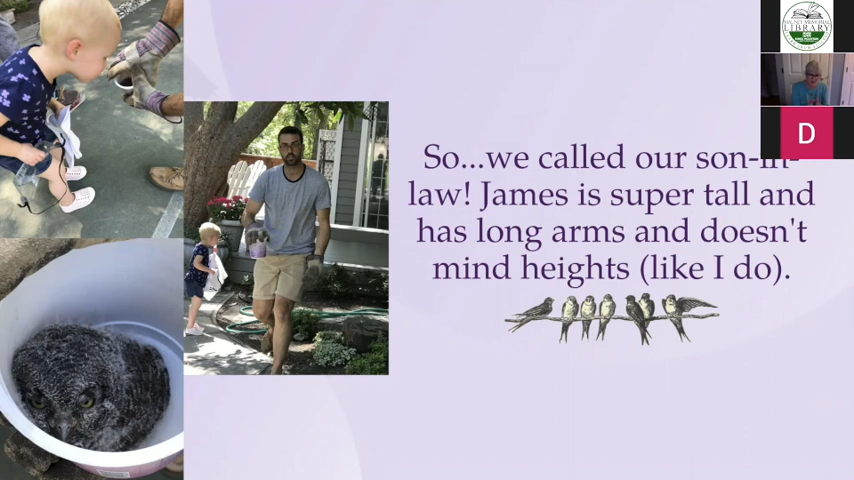 So...we called our son-in-
law! James is super tall and
has long arms and doesn't
mind heights (like I do).
LIBRARY
D